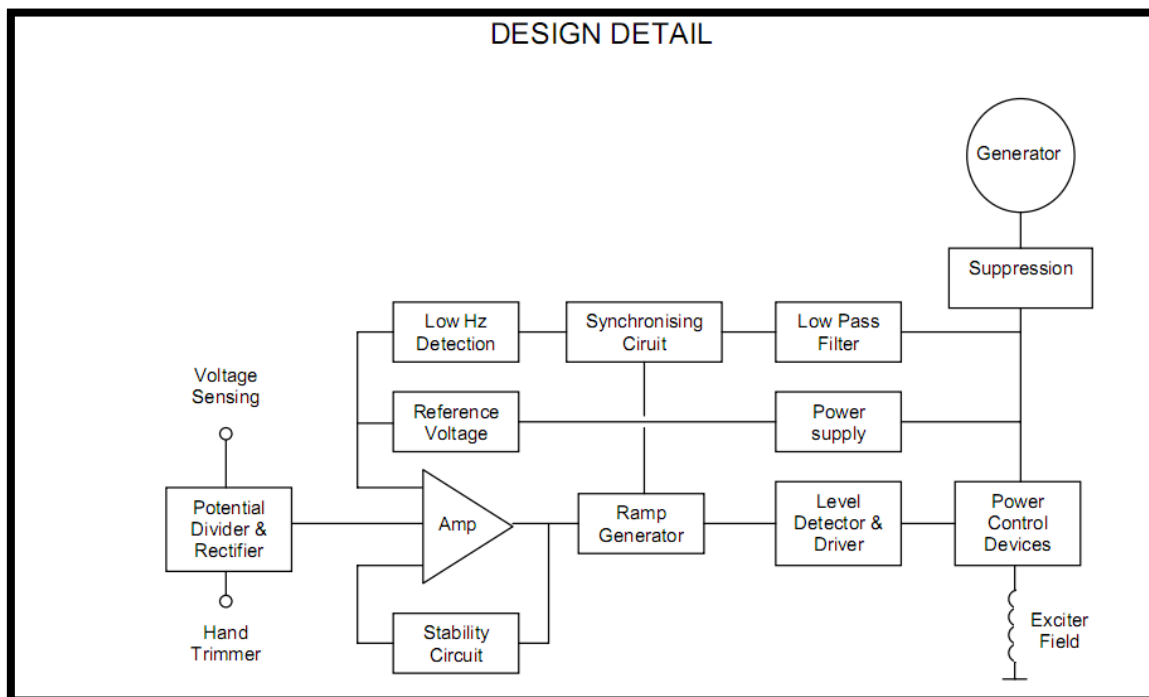 DESIGN DETAIL
Generator
Suppression
Low Hz
Detection
Synchronising
Ciruit
Low Pass
Filter
Voltage
Sensing
Reference
Voltage
Power
supply
Potential
Divider &
Rectifier
Amp
Ramp
Generator
Level
Detector &
Driver
Power
Control
Devices
Hand
Trimmer
Stability
Circuit
Exciter
Field